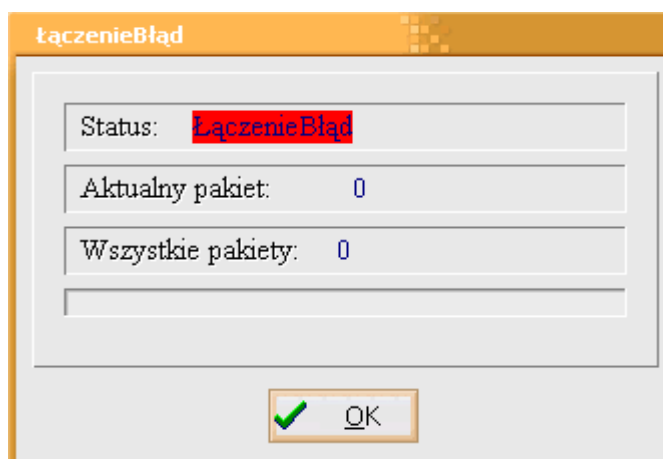 ŁączenieBłąd
Status: ŁączenieBłąd
Aktualny pakiet: 0
Wszystkie pakiety: 0
OK